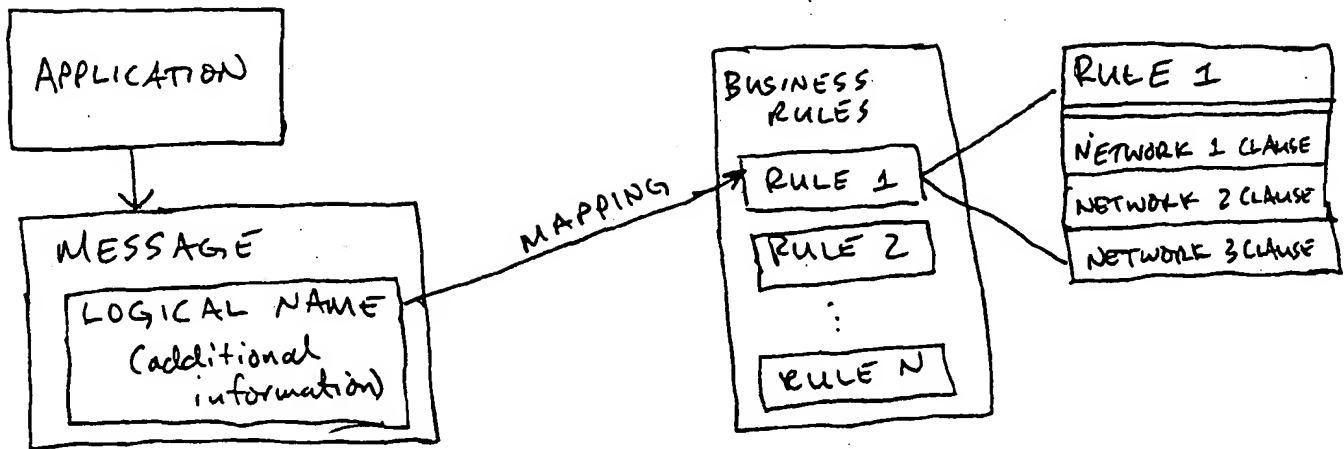 APPLICATION
MESSAGE
LOGICAL NAME
(additional
information)
MAPPING
BUSINESS
RULES
RULE 1
RULE 2
⋮
RULE N
RULE 1
NETWORK 1 CLAUSE
NETWORK 2 CLAUSE
NETWORK 3 CLAUSE